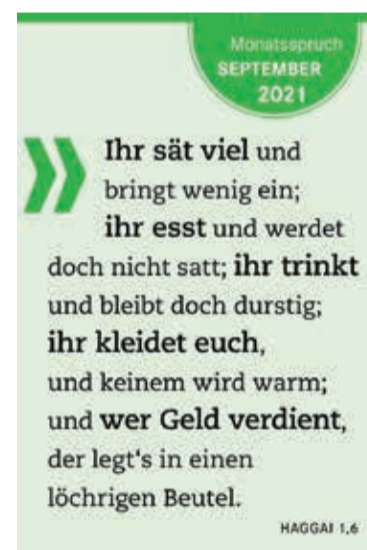 Monatsspruch
SEPTEMBER
2021
» Ihr sät viel und
bringt wenig ein;
ihr esst und werdet
doch nicht satt; ihr trinkt
und bleibt doch durstig;
ihr kleidet euch,
und keinem wird warm;
und wer Geld verdient,
der legt's in einen
löchrigen Beutel.
HAGGAI 1,6